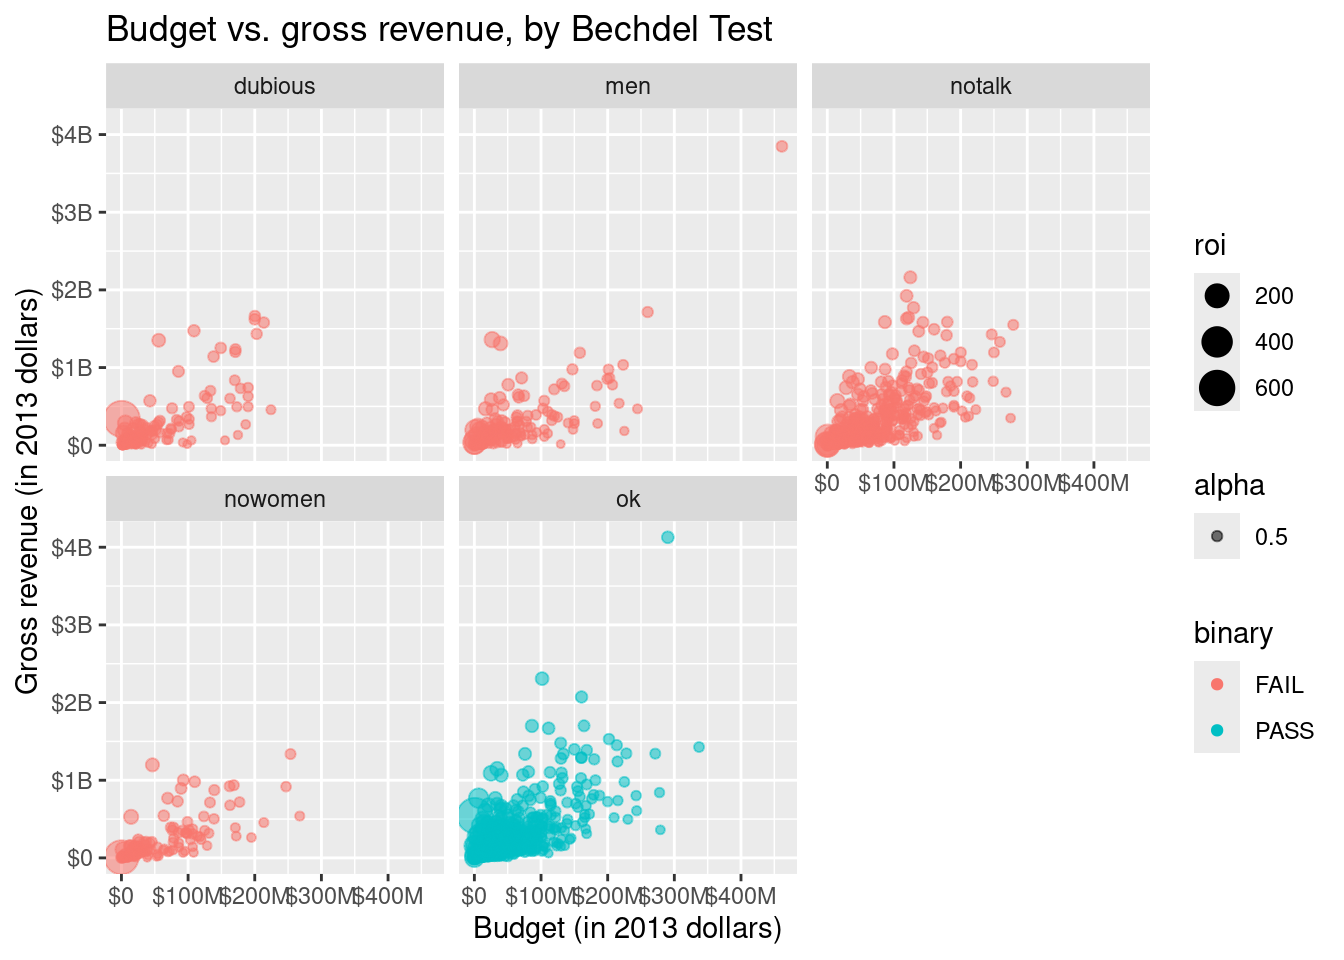 Budget vs. gross revenue, by Bechdel Test
dubious
men
notalk
$4B
$3B
$2B
$1B
$0
$0 $100M $200M $300M $400M
nowomen
ok
$4B
$3B
$2B
$1B
$0
$0 $100M $200M $300M $400M
$0 $100M $200M $300M $400M
Budget (in 2013 dollars)
Gross revenue (in 2013 dollars)
roi
200
400
600
alpha
0.5
binary
FAIL
PASS